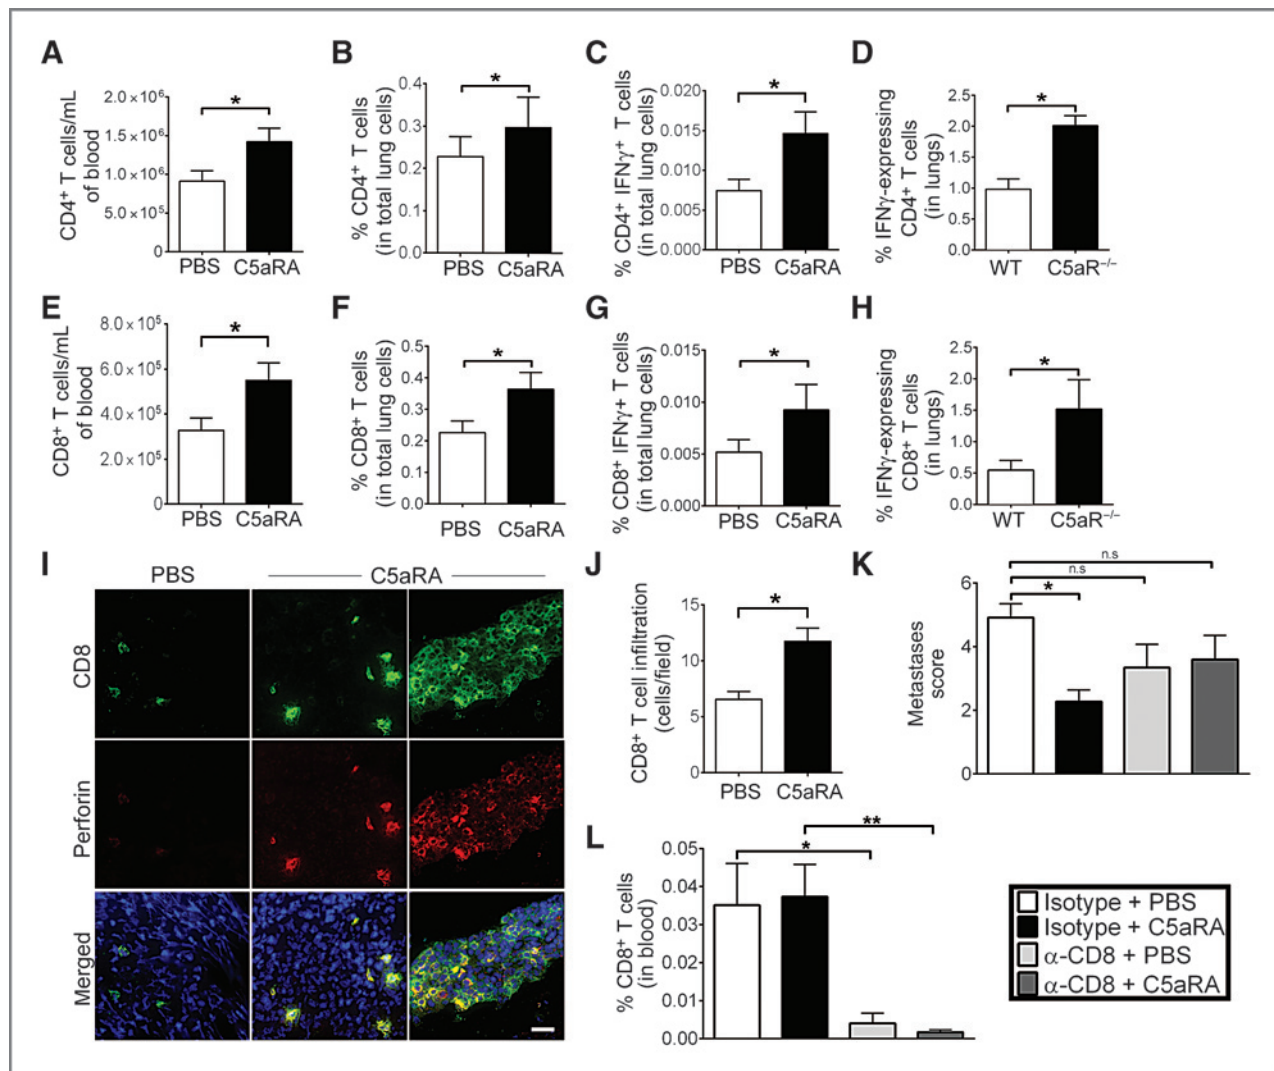 A
CD4⁺ T cells/mL
of blood
2.0 × 10⁶
1.5 × 10⁶
1.0 × 10⁶
5.0 × 10⁵
0
*
PBS C5aRA
B
% CD4⁺ T cells
(in total lung cells)
0.4
0.3
0.2
0.1
0.0
*
PBS C5aRA
C
% CD4⁺ IFNγ⁺ T cells
(in total lung cells)
0.020
0.015
0.010
0.005
0.000
*
PBS C5aRA
D
% IFNγ-expressing
CD4⁺ T cells
(in lungs)
2.5
2.0
1.5
1.0
0.5
0.0
*
WT C5aR⁻/⁻
E
CD8⁺ T cells/mL
of blood
8.0 × 10⁵
6.0 × 10⁵
4.0 × 10⁵
2.0 × 10⁵
0
*
PBS C5aRA
F
% CD8⁺ T cells
(in total lung cells)
0.5
0.4
0.3
0.2
0.1
0.0
*
PBS C5aRA
G
% CD8⁺ IFNγ+ T cells
(in total lung cells)
0.015
0.010
0.005
0.000
*
PBS C5aRA
H
% IFNγ-expressing
CD8⁺ T cells
(in lungs)
2.5
2.0
1.5
1.0
0.5
0.0
*
WT C5aR⁻/⁻
I
PBS C5aRA
CD8
Perforin
Merged
J
CD8⁺ T cell infiltration
(cells/field)
15
10
5
0
*
PBS C5aRA
K
Metastases
score
6
4
2
0
n.s
n.s
*
L
% CD8⁺ T cells
(in blood)
0.05
0.04
0.03
0.02
0.01
0.00
**
*
Isotype + PBS
Isotype + C5aRA
α-CD8 + PBS
α-CD8 + C5aRA